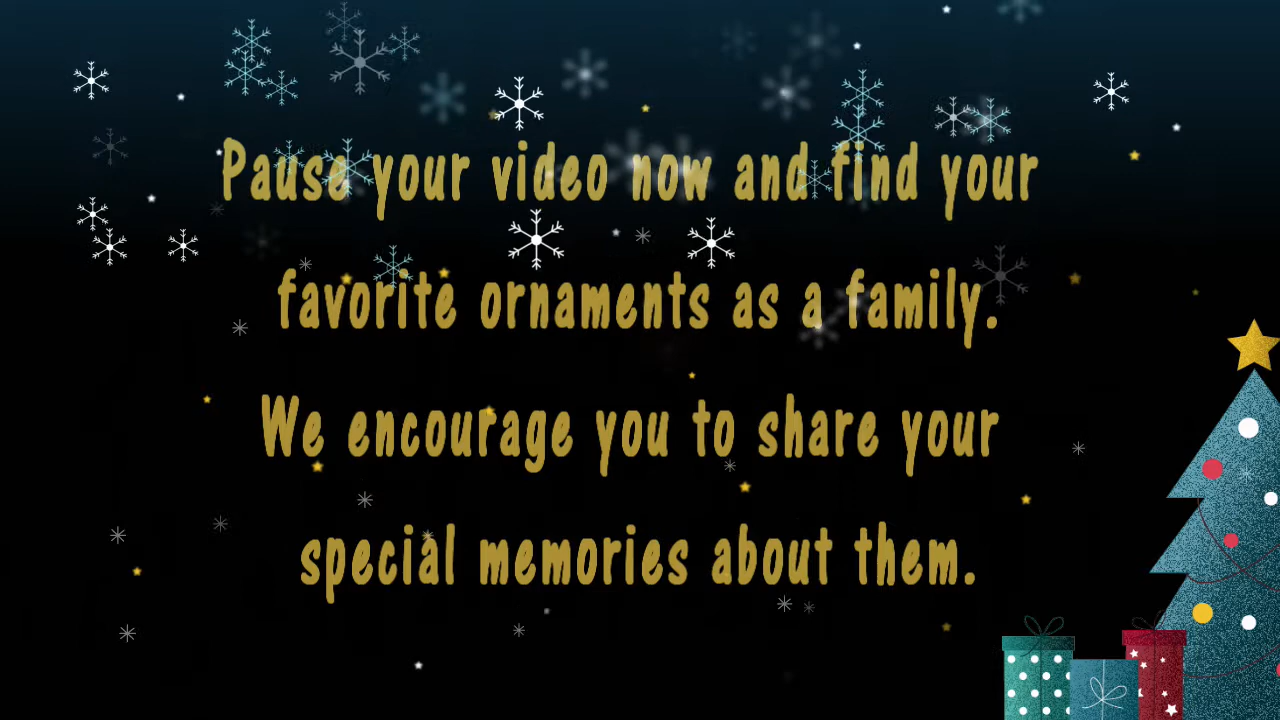 Pause your video now and find your
favorite ornaments as a family.
We encourage you to share your
special memories about them.